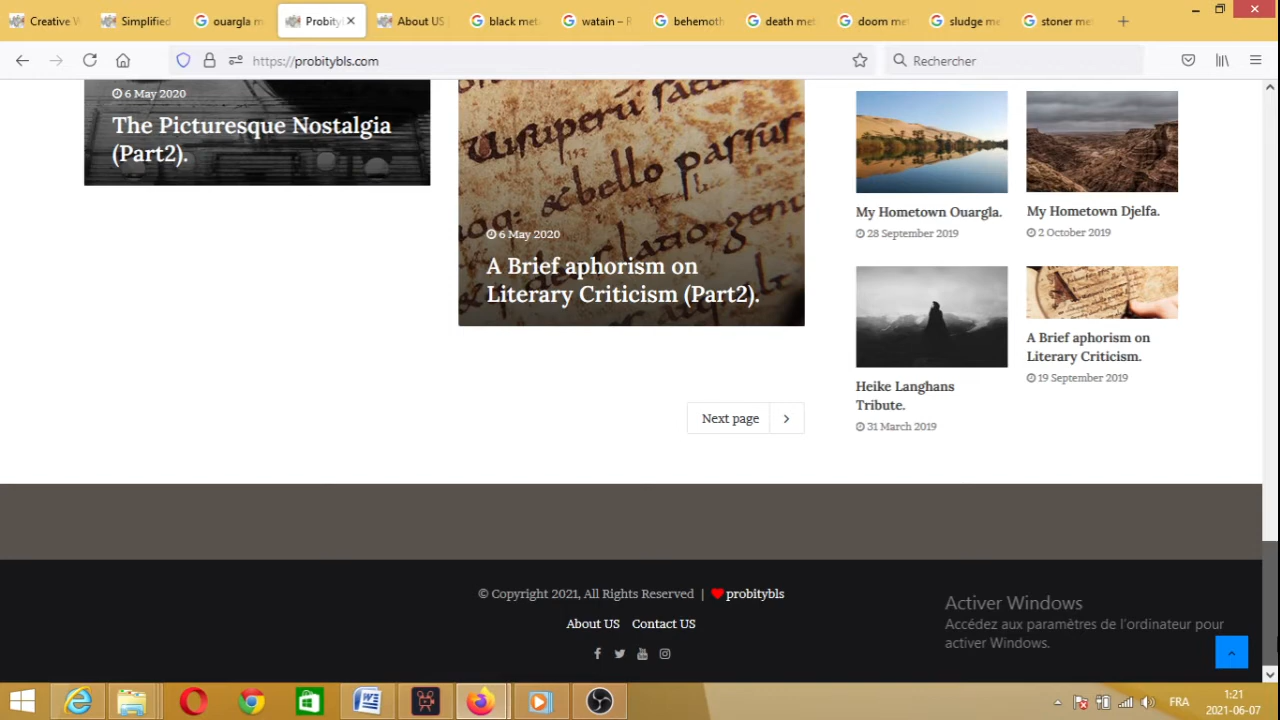 Creative W
Simplified
ouargla m
Probityb
About US
black met
watain – R
behemoth
death met
doom me
sludge me
stoner me
https://probitybls.com
Rechercher
6 May 2020
The Picturesque Nostalgia
(Part2).
Wisuperu
&bello passur
6 May 2020
A Brief aphorism on
Literary Criticism (Part2).
My Hometown Ouargla.
28 September 2019
My Hometown Djelfa.
2 October 2019
Heike Langhans
Tribute.
31 March 2019
A Brief aphorism on
Literary Criticism.
19 September 2019
Next page
© Copyright 2021, All Rights Reserved | probitybls
About US Contact US
Activer Windows
Accédez aux paramètres de l'ordinateur pour
activer Windows.
FRA
1:21
2021-06-07